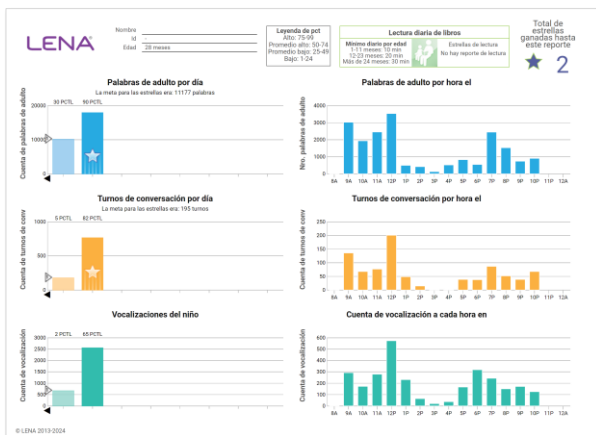 LENA
Nombre
Id -
Edad 28 meses
Leyenda de pct
Alto: 75-99
Promedio alto: 50-74
Promedio bajo: 25-49
Bajo: 1-24
Lectura diaria de libros
Mínimo diario por edad
1-11 meses: 10 min
12-23 meses: 20 min
Más de 24 meses: 30 min
Estrellas de lectura
No hay reporte de lectura
Total de
estrellas
ganadas hasta
este reporte
2
Palabras de adulto por día
La meta para las estrellas era: 11177 palabras
Cuenta de palabras de adulto
20000
10000
0
50 PCTL
90 PCTL
Palabras de adulto por hora el
Nro. palabras de adulto
4000
3000
2000
1000
0
8A 9A 10A 11A 12P 1P 2P 3P 4P 5P 6P 7P 8P 9P 10P 11P 12A
Turnos de conversación por día
La meta para las estrellas era: 195 turnos
Cuenta de turnos de conv
1000
500
0
5 PCTL
82 PCTL
Turnos de conversación por hora el
Cuenta de turnos de conv
250
200
150
100
50
0
8A 9A 10A 11A 12P 1P 2P 3P 4P 5P 6P 7P 8P 9P 10P 11P 12A
Vocalizaciones del niño
Cuenta de vocalización
3000
2500
2000
1500
1000
500
0
2 PCTL
65 PCTL
Cuenta de vocalización a cada hora en
Cuenta de vocalización
600
500
400
300
200
100
0
8A 9A 10A 11A 12P 1P 2P 3P 4P 5P 6P 7P 8P 9P 10P 11P 12A
© LENA 2013-2024